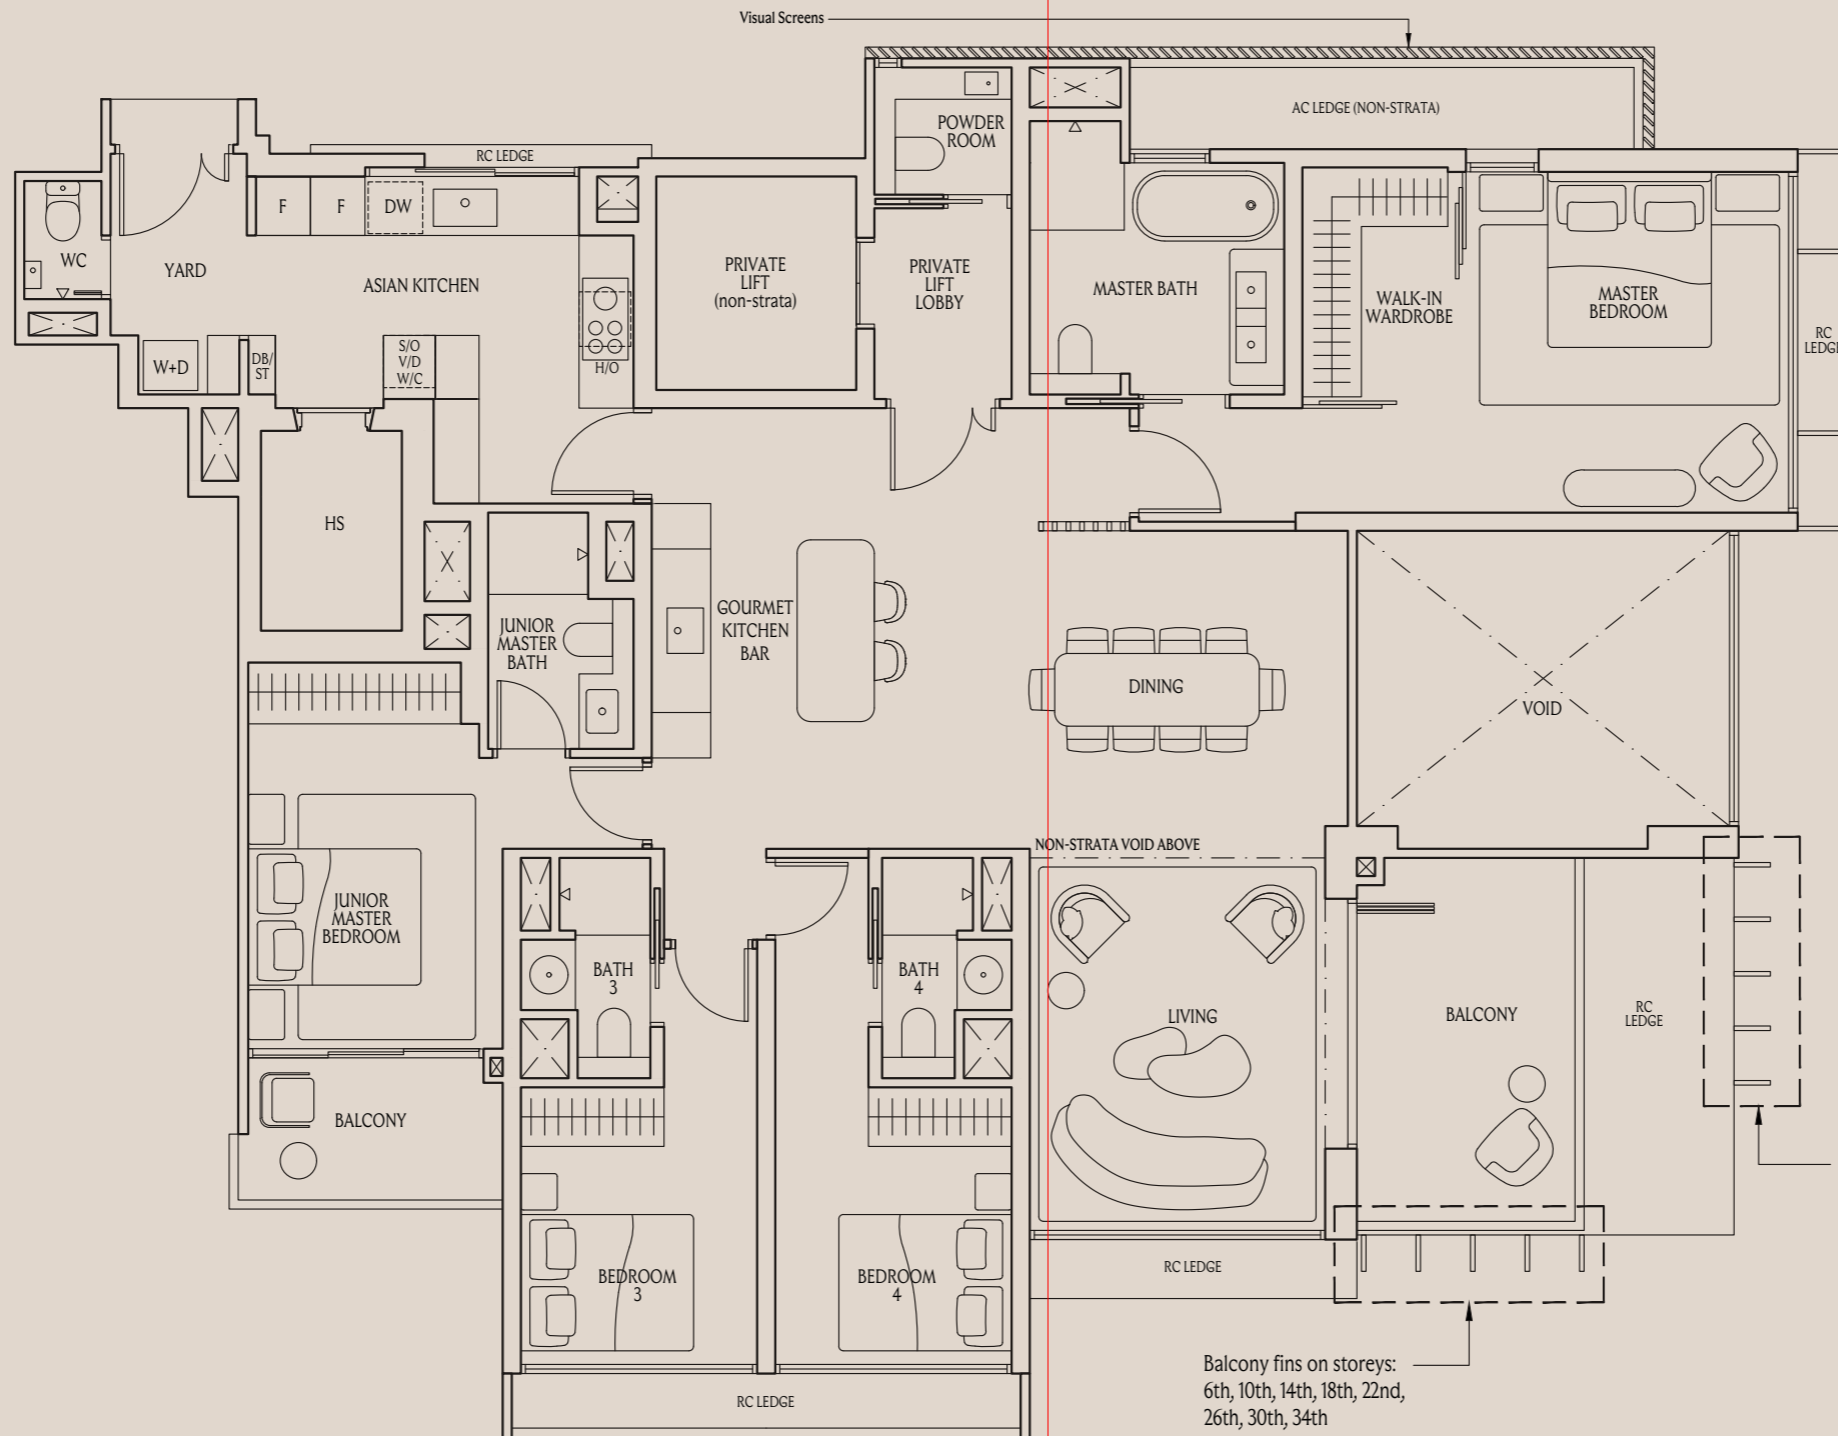 Visual Screens
AC LEDGE (NON-STRATA)
POWDER
ROOM
RC LEDGE
F
F
DW
WC
YARD
ASIAN KITCHEN
PRIVATE
LIFT
(non-strata)
PRIVATE
LIFT
LOBBY
MASTER BATH
WALK-IN
WARDROBE
MASTER
BEDROOM
RC
LEDGE
W+D
DB/
ST
S/O
V/D
W/C
H/O
HS
JUNIOR
MASTER
BATH
GOURMET
KITCHEN
BAR
DINING
VOID
NON-STRATA VOID ABOVE
JUNIOR
MASTER
BEDROOM
BATH
3
BATH
4
LIVING
BALCONY
RC
LEDGE
BALCONY
BEDROOM
3
BEDROOM
4
RC LEDGE
RC LEDGE
Balcony fins on storeys:
6th, 10th, 14th, 18th, 22nd,
26th, 30th, 34th